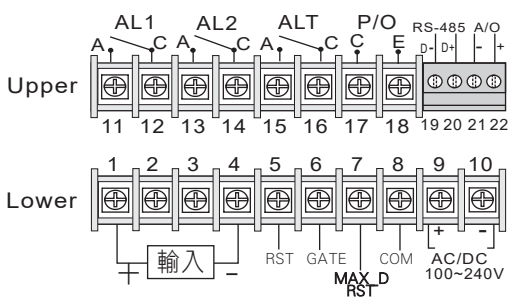 AL1 AL2 ALT P/O RS-485 A/O
A C A C A C C E D- D+ - +
Upper
11 12 13 14 15 16 17 18 19 20 21 22
1 2 3 4 5 6 7 8 9 10
Lower
+ -
+ 輸入 - RST GATE MAX_D COM AC/DC
RST 100~240V